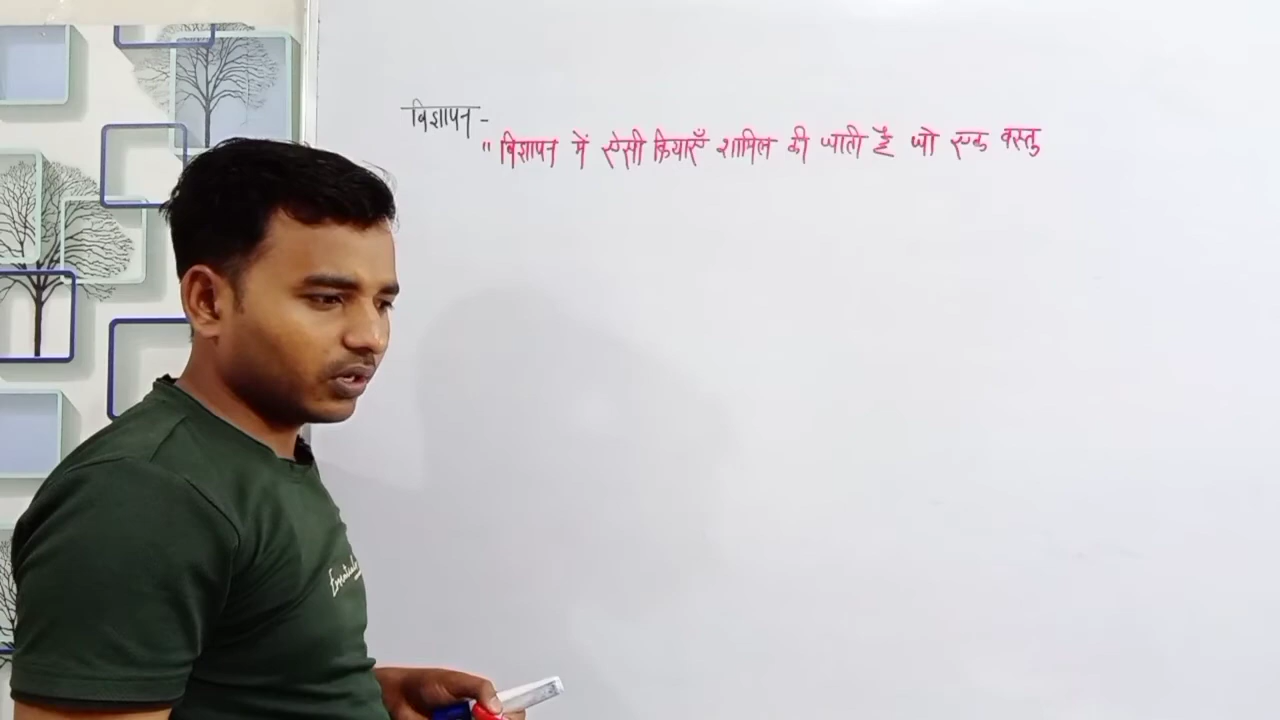 विज्ञापन -
" विज्ञापन में ऐसी क्रियाएँ शामिल की जाती है जो एक वस्तु